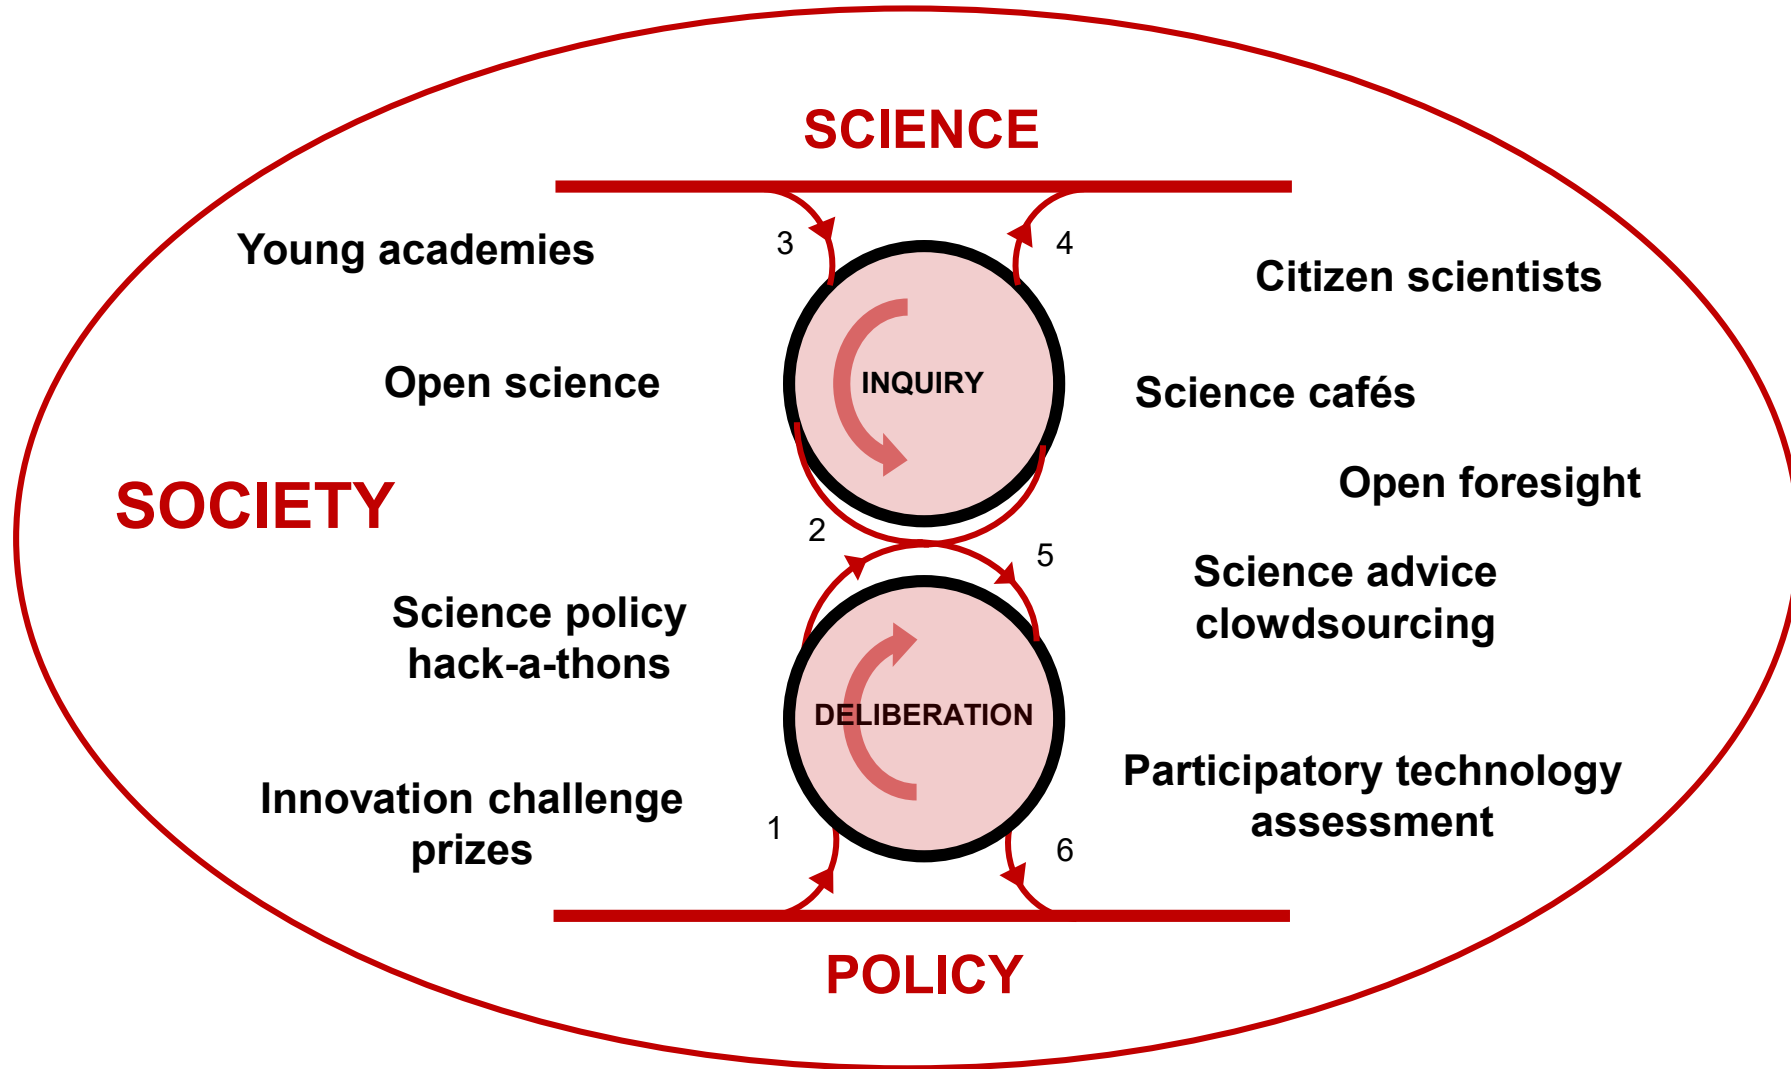 SCIENCE
3
4
Young academies
Citizen scientists
Open science
INQUIRY
Science cafés
SOCIETY
Open foresight
2
5
Science policy
hack-a-thons
Science advice
clowdsourcing
DELIBERATION
Innovation challenge
prizes
1
6
Participatory technology
assessment
POLICY